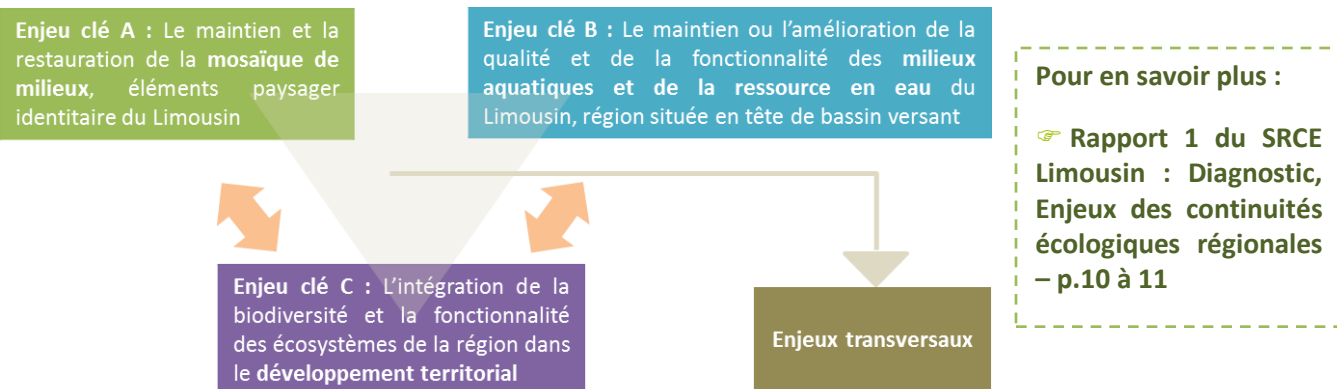 Enjeu clé A : Le maintien et la
restauration de la mosaïque de
milieux, éléments paysager
identitaire du Limousin
Enjeu clé B : Le maintien ou l'amélioration de la
qualité et de la fonctionnalité des milieux
aquatiques et de la ressource en eau du
Limousin, région située en tête de bassin versant
Enjeu clé C : L'intégration de la
biodiversité et la fonctionnalité
des écosystèmes de la région dans
le développement territorial
Enjeux transversaux
Pour en savoir plus :
☞ Rapport 1 du SRCE
Limousin : Diagnostic,
Enjeux des continuités
écologiques régionales
– p.10 à 11